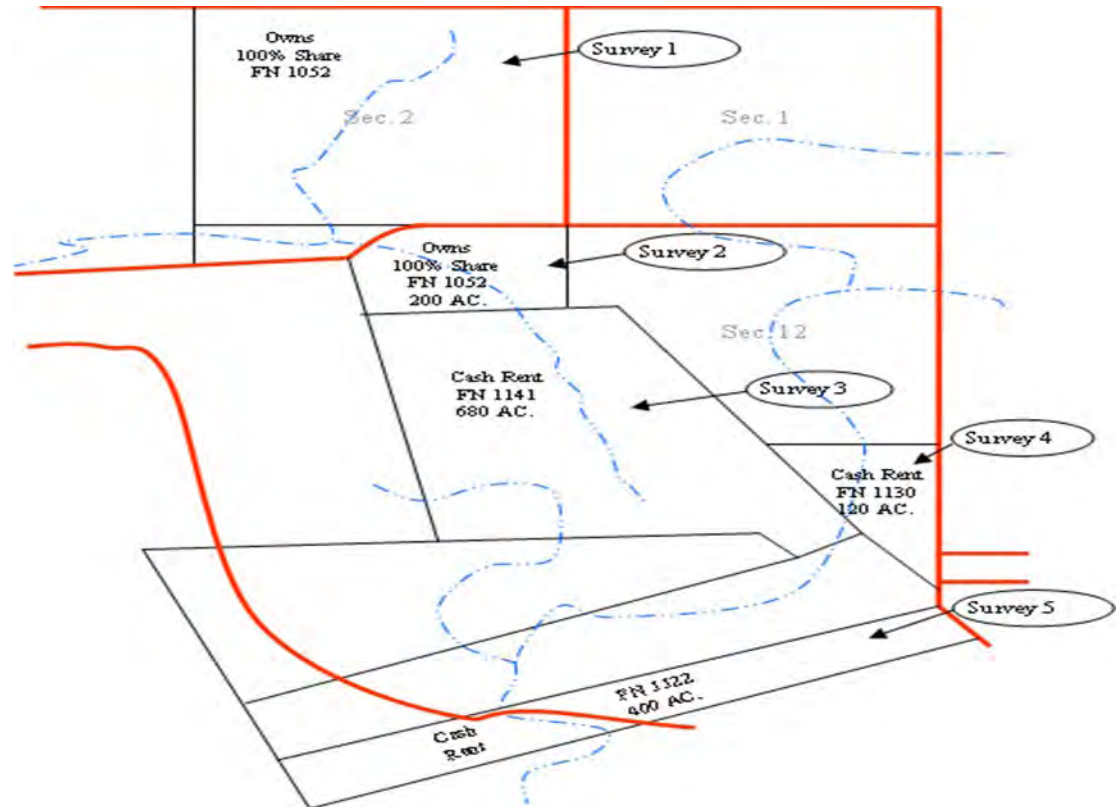 Owns
100% Share
FN 1052
Survey 1
Sec. 2
Sec. 1
Owns
100% Share
FN 1052
200 AC.
Survey 2
Sec. 12
Cash Rent
FN 1141
680 AC.
Survey 3
Survey 4
Cash Rent
FN 1130
120 AC.
Survey 5
FN 1122
400 AC.
Cash
Rent